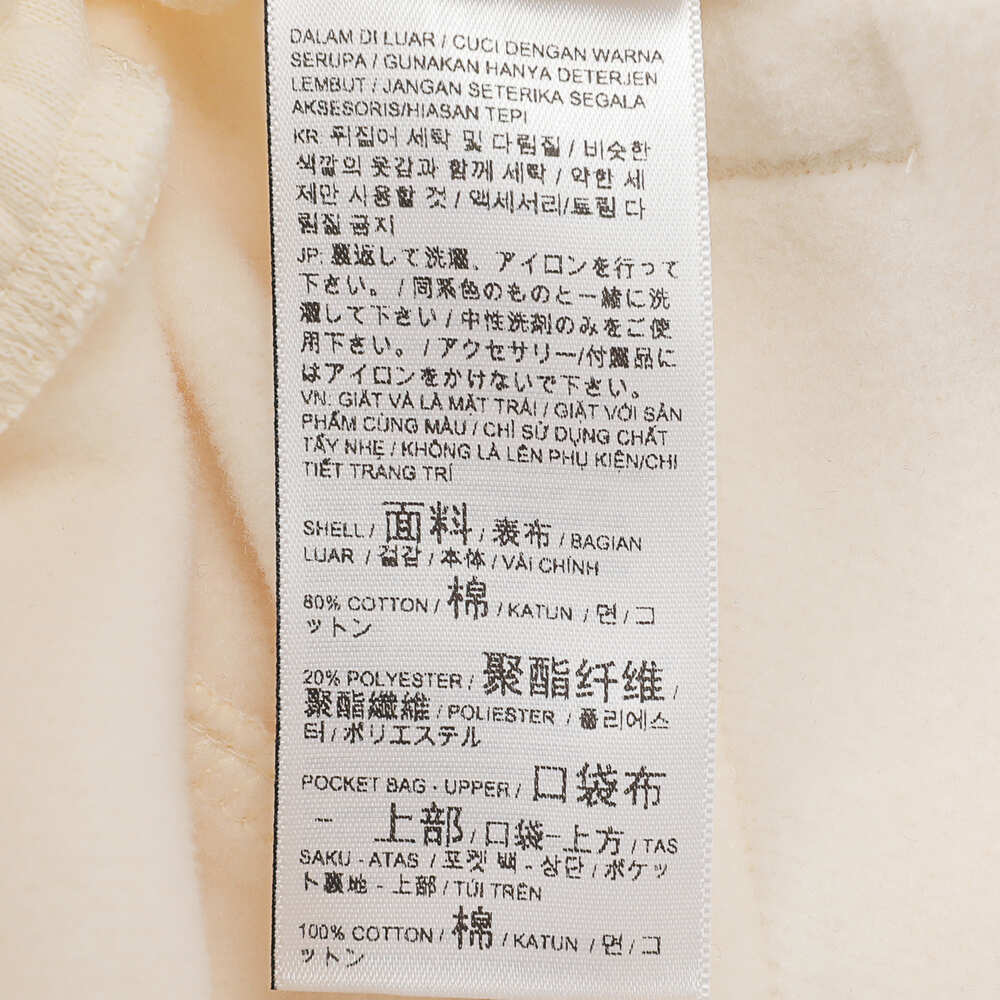 DALAM DI LUAR / CUCI DENGAN WARNA
SERUPA / GUNAKAN HANYA DETERJEN
LEMBUT / JANGAN SETERIKA SEGALA
AKSESORIS/HIASAN TEPI
KR: 뒤집어 세탁 및 다림질 / 비슷한
색깔의 옷감과 함께 세탁 / 약한 세
제만 사용할 것 / 액세서리/트림 다
림질 금지
JP: 裏返して洗濯、アイロンを行って
下さい。/ 同系色のものと一緒に洗
濯して下さい / 中性洗剤のみをご使
用下さい。/ アクセサリー/付属品に
はアイロンをかけないで下さい。
VN: GIẶT VÀ LÀ MẶT TRÁI / GIẶT VỚI SẢN
PHẨM CÙNG MÀU / CHỈ SỬ DỤNG CHẤT
TẨY NHẸ / KHÔNG LÀ LÊN PHỤ KIỆN/CHI
TIẾT TRANG TRÍ
SHELL / 面料 / 表布 / BAGIAN
LUAR / 겉감 / 本体 / VẢI CHÍNH
80% COTTON / 棉 / KATUN / 면 / コ
ットン
20% POLYESTER / 聚酯纤维 /
聚酯纖維 / POLIESTER / 폴리에스
터 / ポリエステル
POCKET BAG - UPPER / 口袋布
- 上部 / 口袋-上方 / TAS
SAKU - ATAS / 포켓 백 - 상단 / ポケッ
ト裏地 - 上部 / TÚI TRÊN
100% COTTON / 棉 / KATUN / 면 / コ
ットン